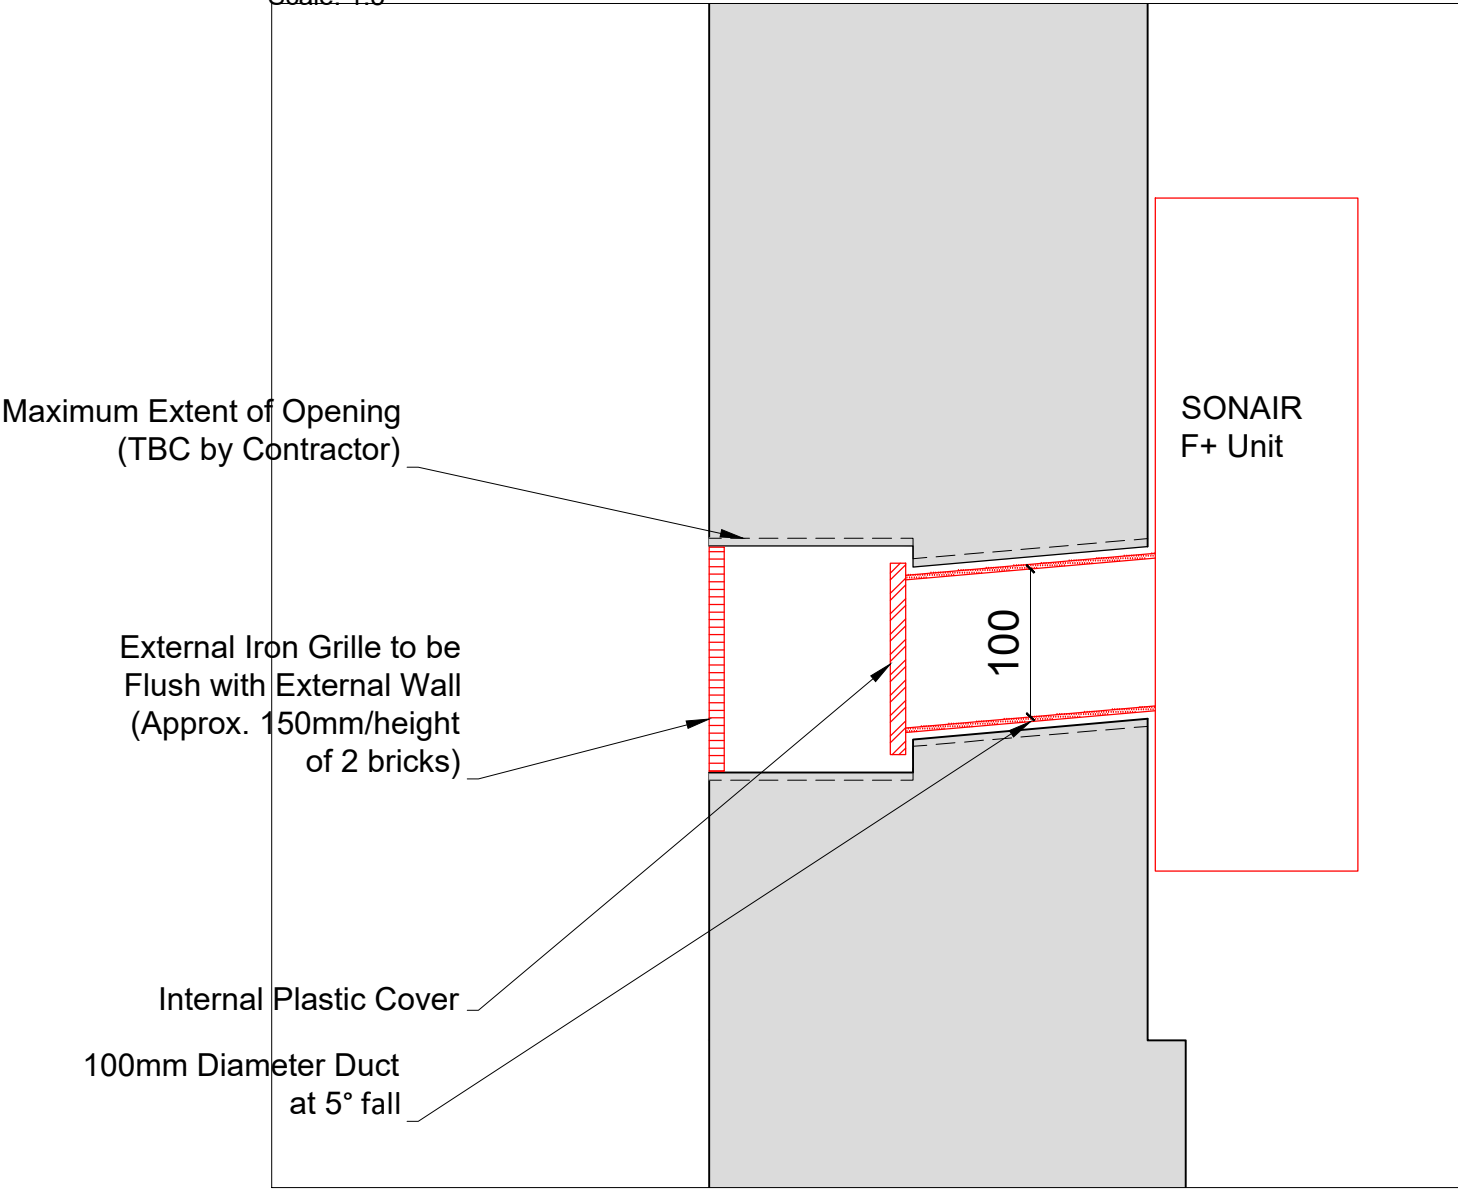 Maximum Extent of Opening
(TBC by Contractor)
SONAIR
F+ Unit
External Iron Grille to be
Flush with External Wall
(Approx. 150mm/height
of 2 bricks)
100
Internal Plastic Cover
100mm Diameter Duct
at 5° fall